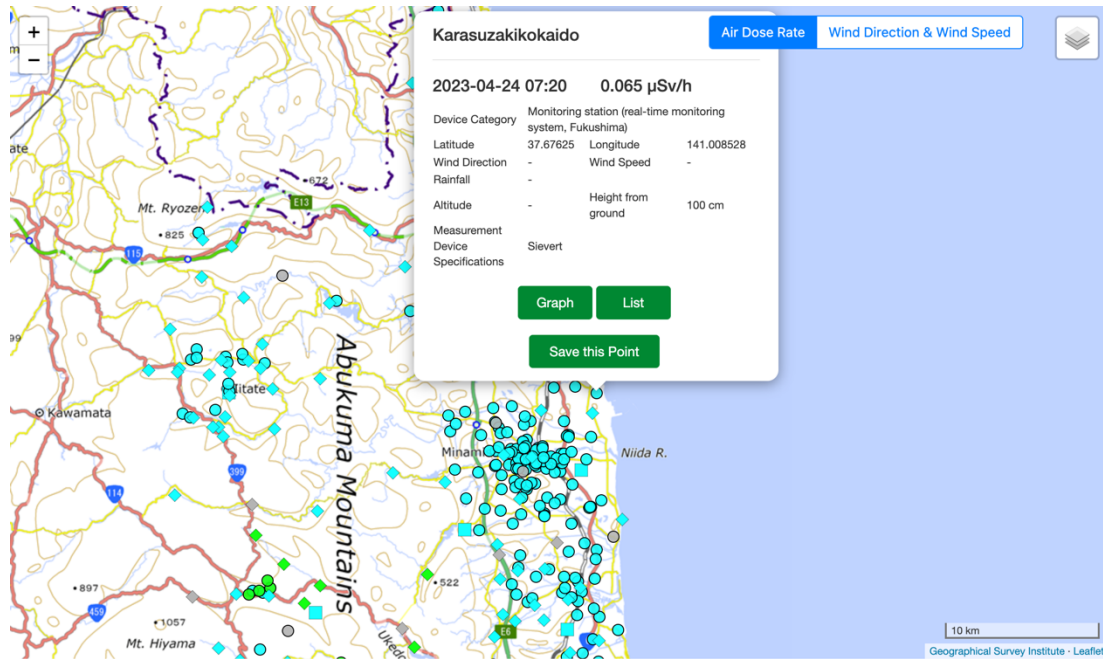 +
−
Karasuzakikokaido
Air Dose Rate
Wind Direction & Wind Speed
2023-04-24 07:20 0.065 μSv/h
Device Category Monitoring station (real-time monitoring
system, Fukushima)
Latitude 37.67625 Longitude 141.008528
Wind Direction - Wind Speed -
Rainfall -
Altitude - Height from
ground 100 cm
Measurement
Device
Specifications Sievert
Graph List
Save this Point
ate
672
E13
Mt. Ryozen
825
115
99
Abukuma Mountains
Iitate
Kawamata
Minami
Niida R.
399
114
522
897
459
1057
Mt. Hiyama
E6
10 km
Geographical Survey Institute - Leaflet